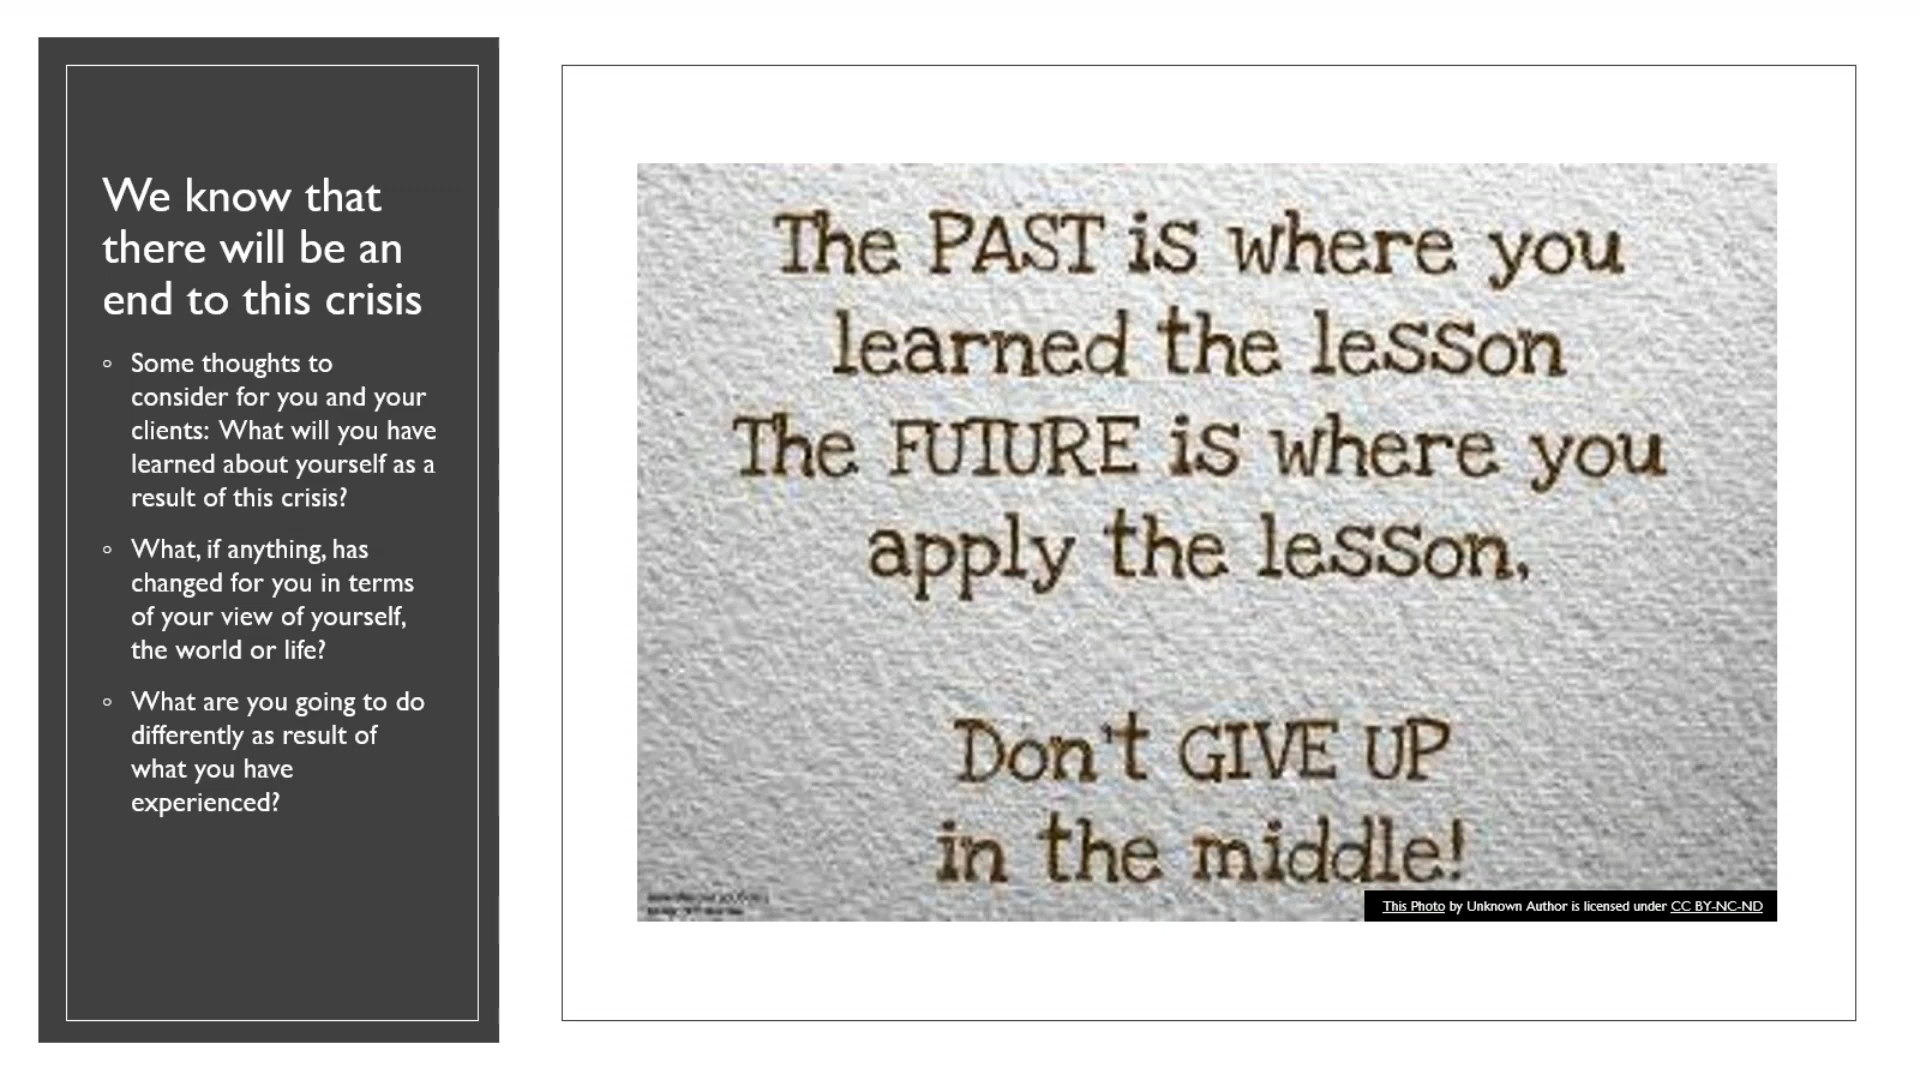 We know that
there will be an
end to this crisis
Some thoughts to
consider for you and your
clients: What will you have
learned about yourself as a
result of this crisis?
What, if anything, has
changed for you in terms
of your view of yourself,
the world or life?
What are you going to do
differently as result of
what you have
experienced?
The PAST is where you
learned the lesson
The FUTURE is where you
apply the lesson,
Don't GIVE UP
in the middle!
This Photo by Unknown Author is licensed under CC BY-NC-ND